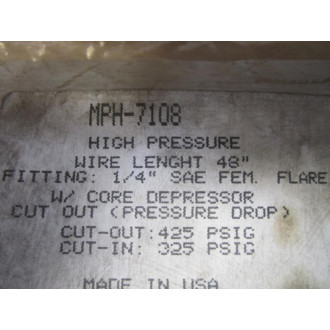 MPH-7108
HIGH PRESSURE
WIRE LENGHT 48"
FITTING: 1/4" SAE FEM. FLARE
W/ CORE DEPRESSOR
CUT OUT (PRESSURE DROP)
CUT-OUT: 425 PSIG
CUT-IN: 325 PSIG
MADE IN USA